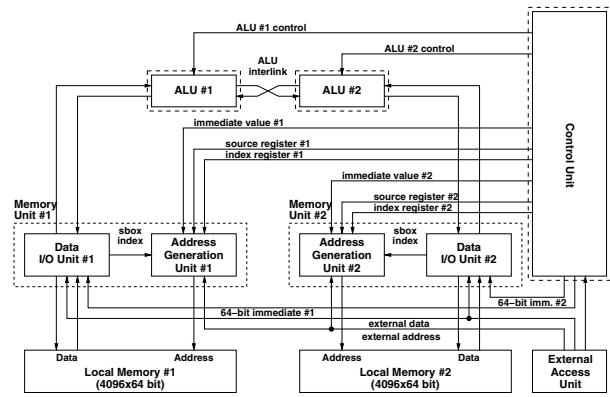 ALU #1 control
ALU
interlink
ALU #2 control
ALU #1
ALU #2
immediate value #1
source register #1
index register #1
immediate value #2
source register #2
index register #2
Control Unit
Memory
Unit #1
sbox
index
Data
I/O Unit #1
Address
Generation
Unit #1
Memory
Unit #2
sbox
index
Address
Generation
Unit #2
Data
I/O Unit #2
64-bit imm. #2
64-bit immediate #1
external data
external address
Data
Address
Local Memory #1
(4096x64 bit)
Address
Data
Local Memory #2
(4096x64 bit)
External
Access
Unit